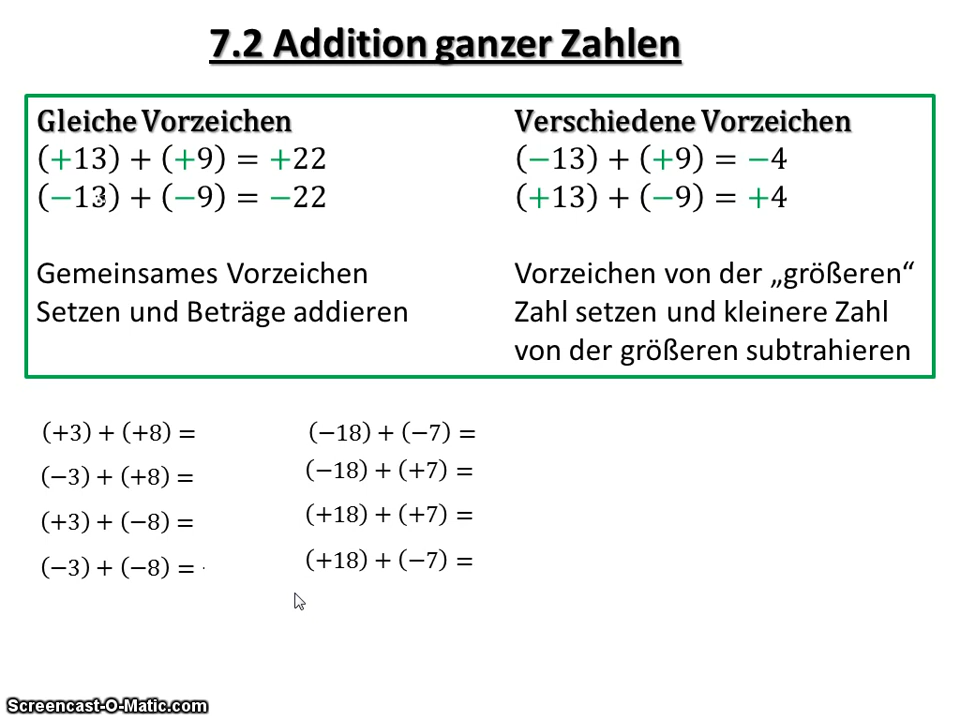 7.2 Addition ganzer Zahlen
Gleiche Vorzeichen
(+13) + (+9) = +22
(−13) + (−9) = −22
Gemeinsames Vorzeichen
Setzen und Beträge addieren
Verschiedene Vorzeichen
(−13) + (+9) = −4
(+13) + (−9) = +4
Vorzeichen von der „größeren“
Zahl setzen und kleinere Zahl
von der größeren subtrahieren
(+3) + (+8) =
(−3) + (+8) =
(+3) + (−8) =
(−3) + (−8) =
(−18) + (−7) =
(−18) + (+7) =
(+18) + (+7) =
(+18) + (−7) =
Screencast-O-Matic.com